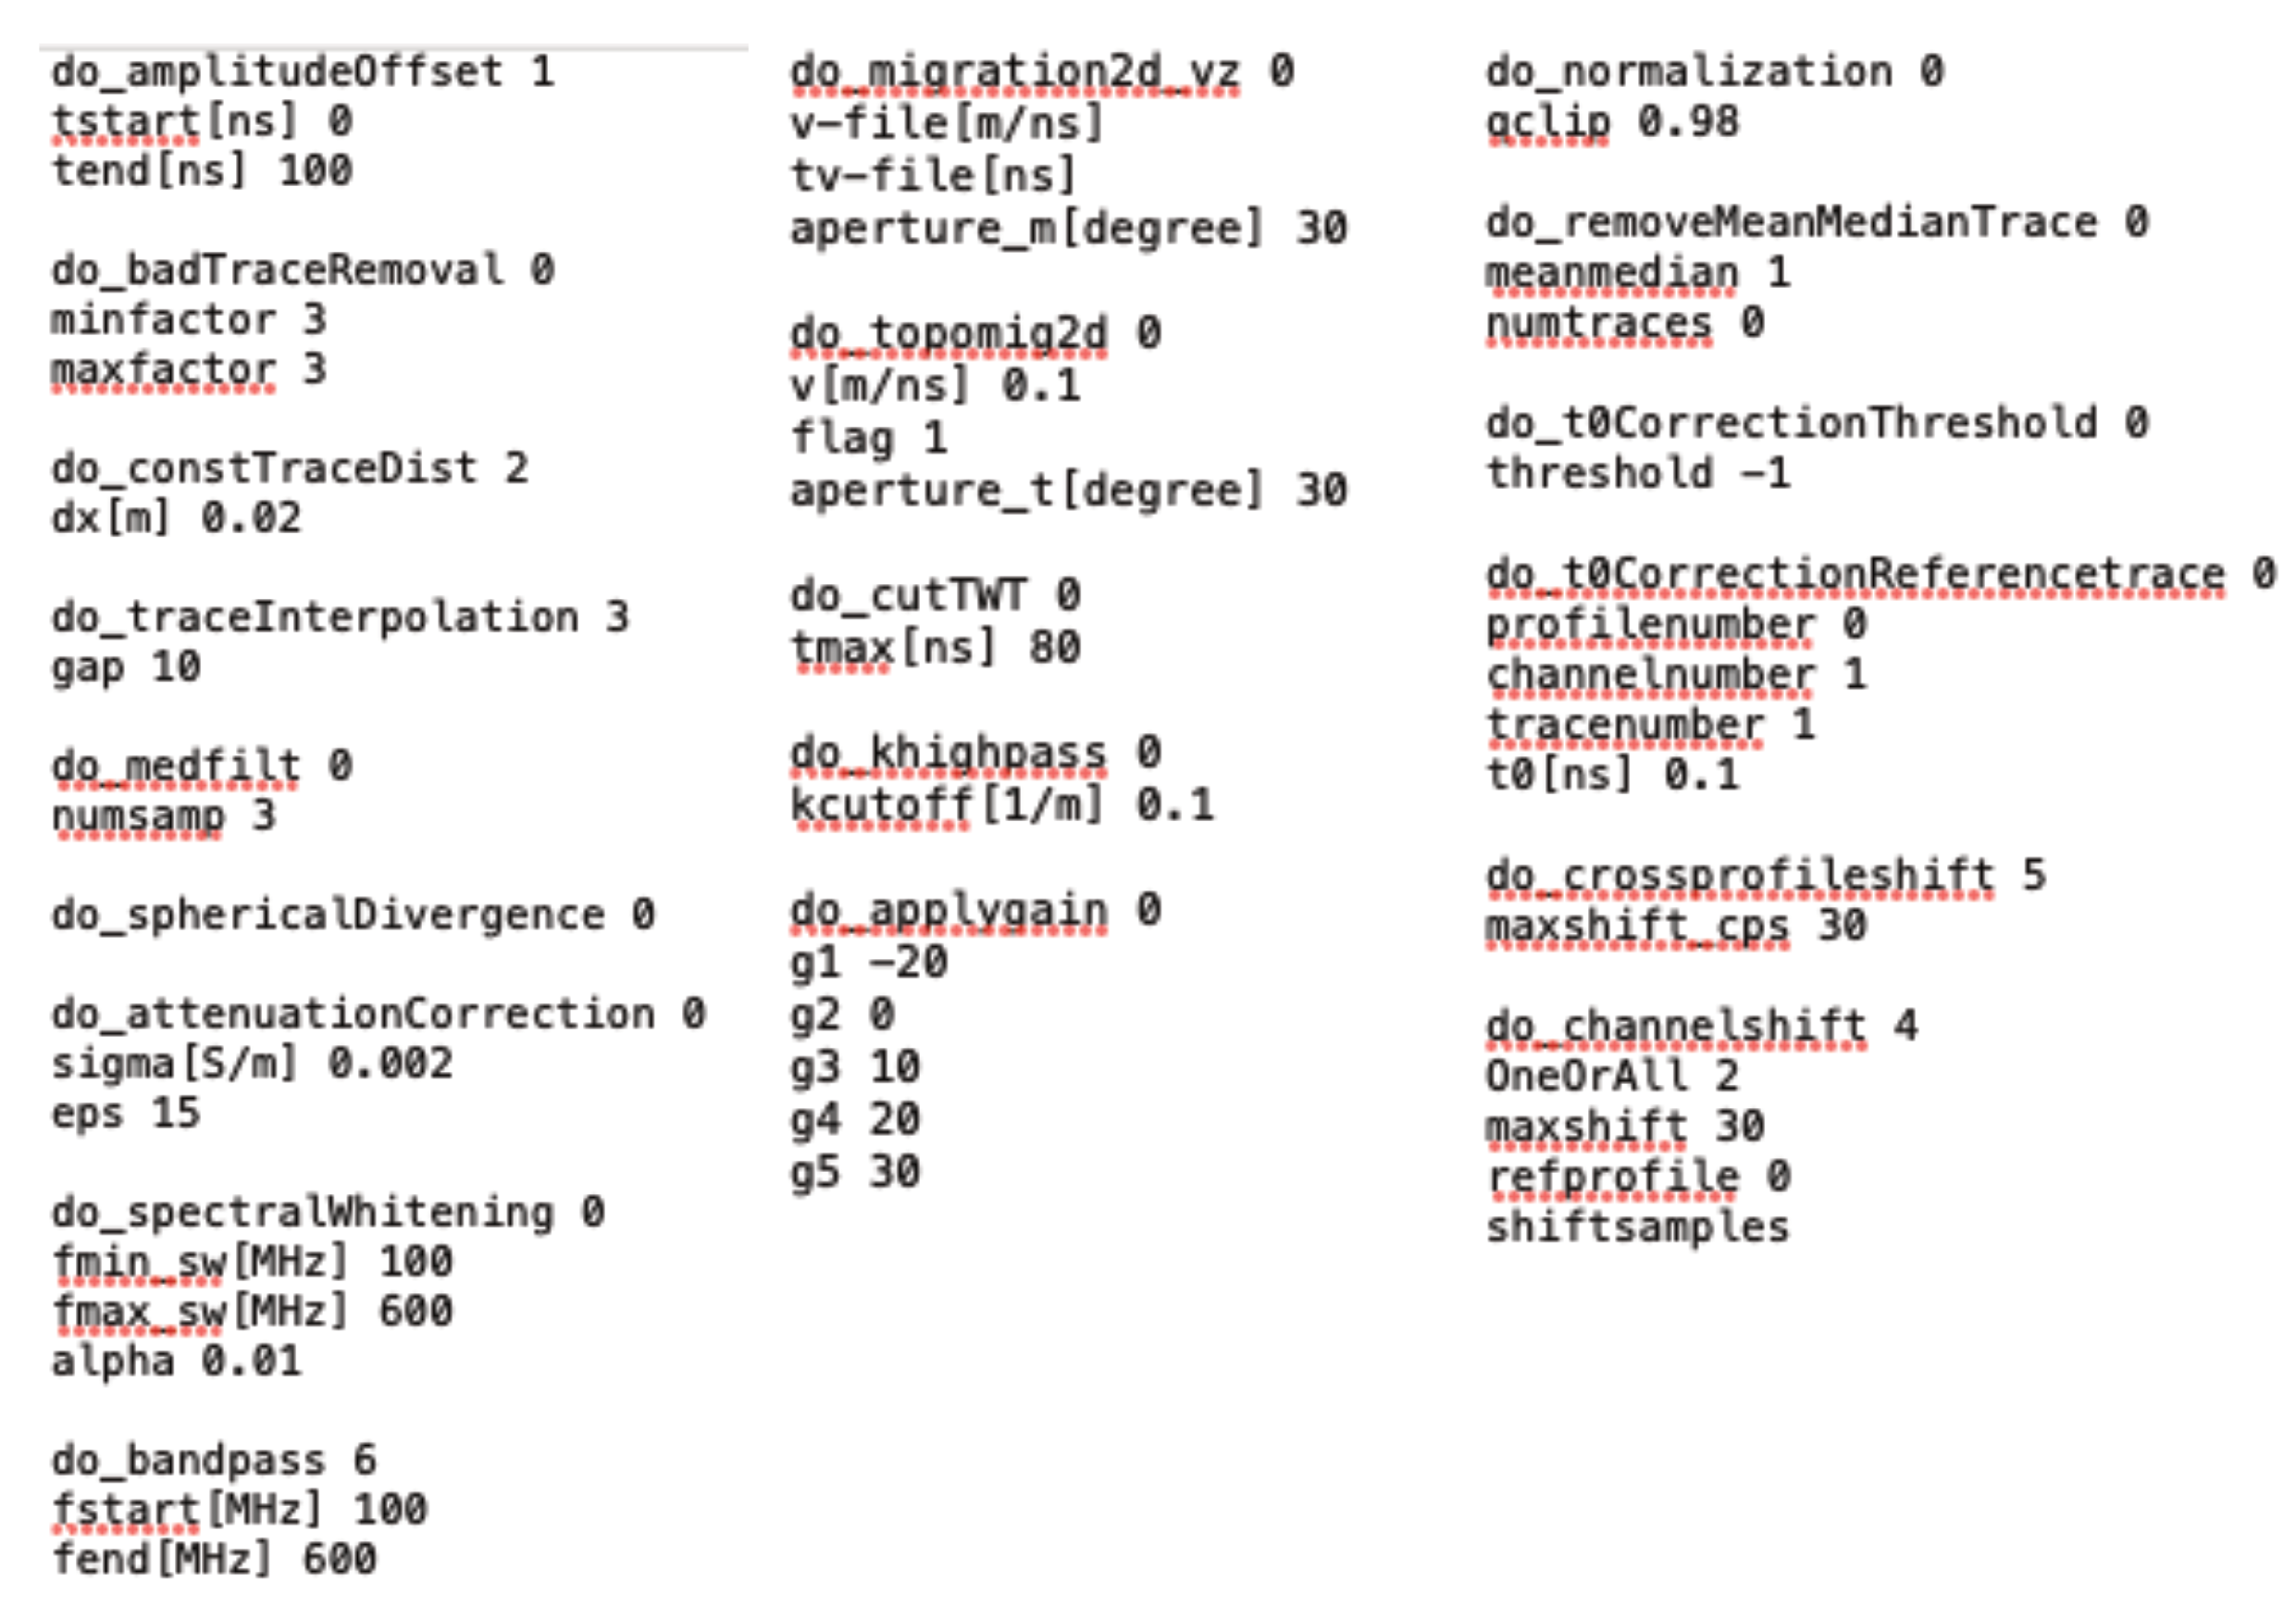 do_amplitudeOffset 1
tstart[ns] 0
tend[ns] 100
do_badTraceRemoval 0
minfactor 3
maxfactor 3
do_constTraceDist 2
dx[m] 0.02
do_traceInterpolation 3
gap 10
do_medfilt 0
numsamp 3
do_sphericalDivergence 0
do_attenuationCorrection 0
sigma[S/m] 0.002
eps 15
do_spectralWhitening 0
fmin_sw[MHz] 100
fmax_sw[MHz] 600
alpha 0.01
do_bandpass 6
fstart[MHz] 100
fend[MHz] 600
do_migration2d_vz 0
v-file[m/ns]
tv-file[ns]
aperture_m[degree] 30
do_topomig2d 0
v[m/ns] 0.1
flag 1
aperture_t[degree] 30
do_cutTWT 0
tmax[ns] 80
do_khighpass 0
kcutoff[1/m] 0.1
do_applygain 0
g1 -20
g2 0
g3 10
g4 20
g5 30
do_normalization 0
qclip 0.98
do_removeMeanMedianTrace 0
meanmedian 1
numtraces 0
do_t0CorrectionThreshold 0
threshold -1
do_t0CorrectionReferencetrace 0
profilenumber 0
channelnumber 1
tracenumber 1
t0[ns] 0.1
do_crossprofileshift 5
maxshift_cps 30
do_channelshift 4
OneOrAll 2
maxshift 30
refprofile 0
shiftsamples